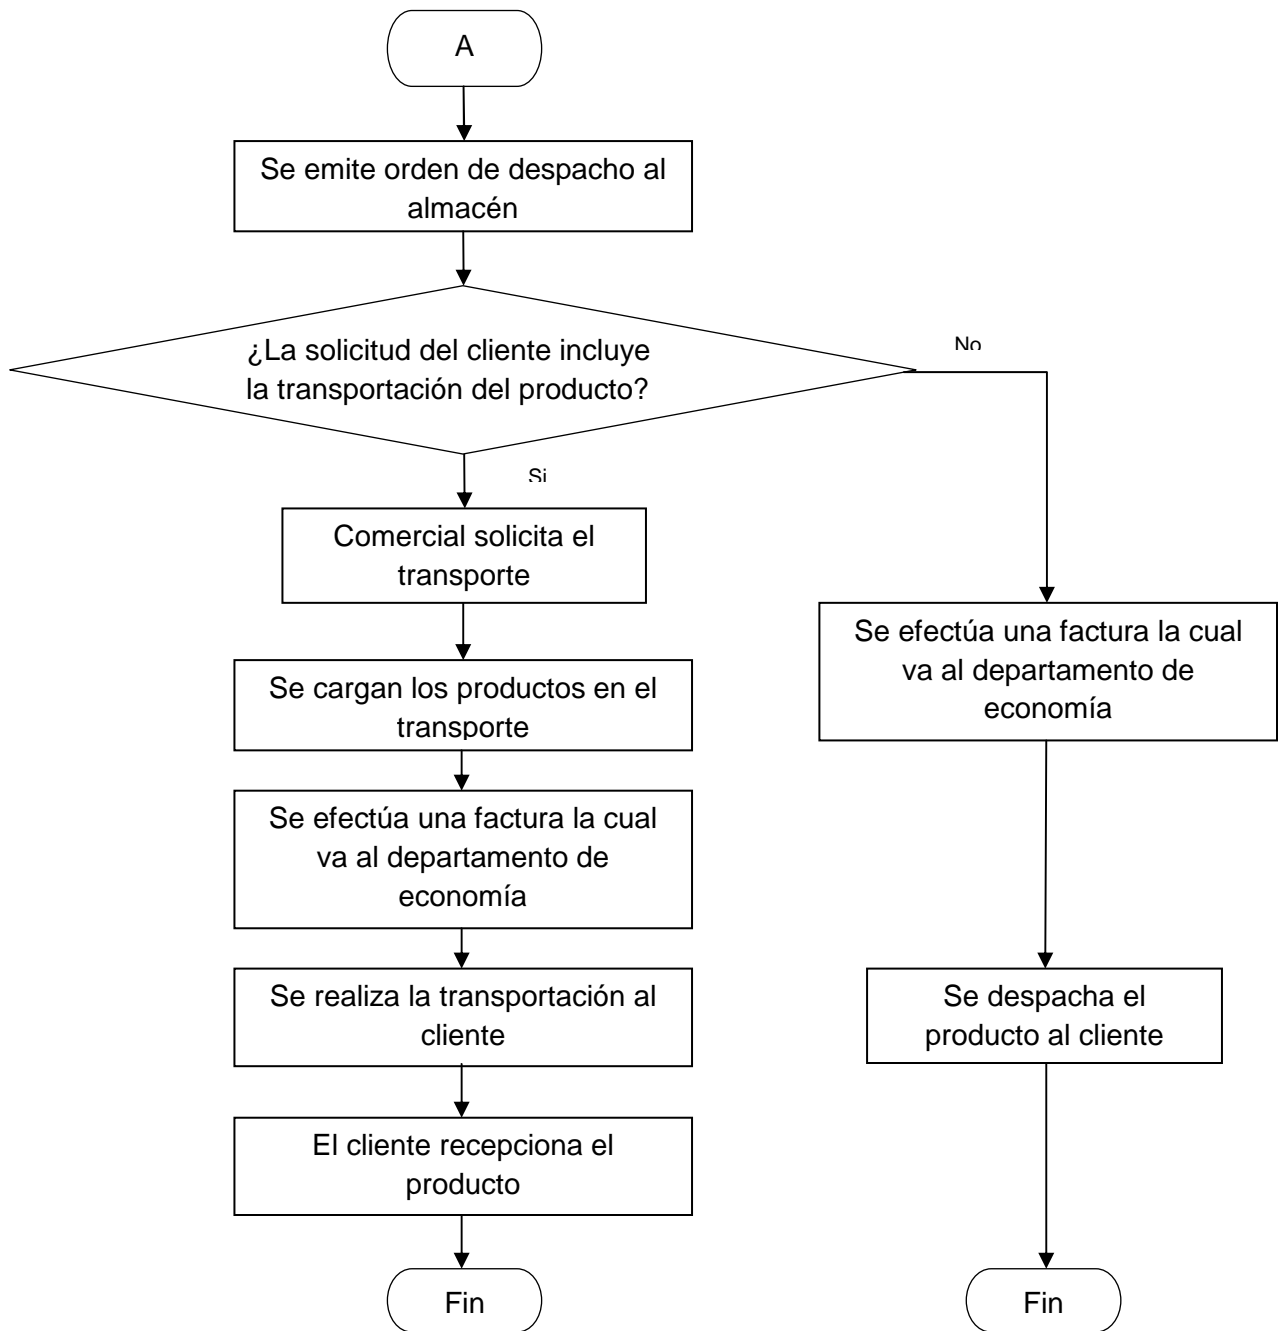 A
Se emite orden de despacho al
almacén
¿La solicitud del cliente incluye
la transportación del producto?
No
Si
Comercial solicita el
transporte
Se cargan los productos en el
transporte
Se efectúa una factura la cual
va al departamento de
economía
Se realiza la transportación al
cliente
El cliente recepciona el
producto
Fin
Se efectúa una factura la cual
va al departamento de
economía
Se despacha el
producto al cliente
Fin